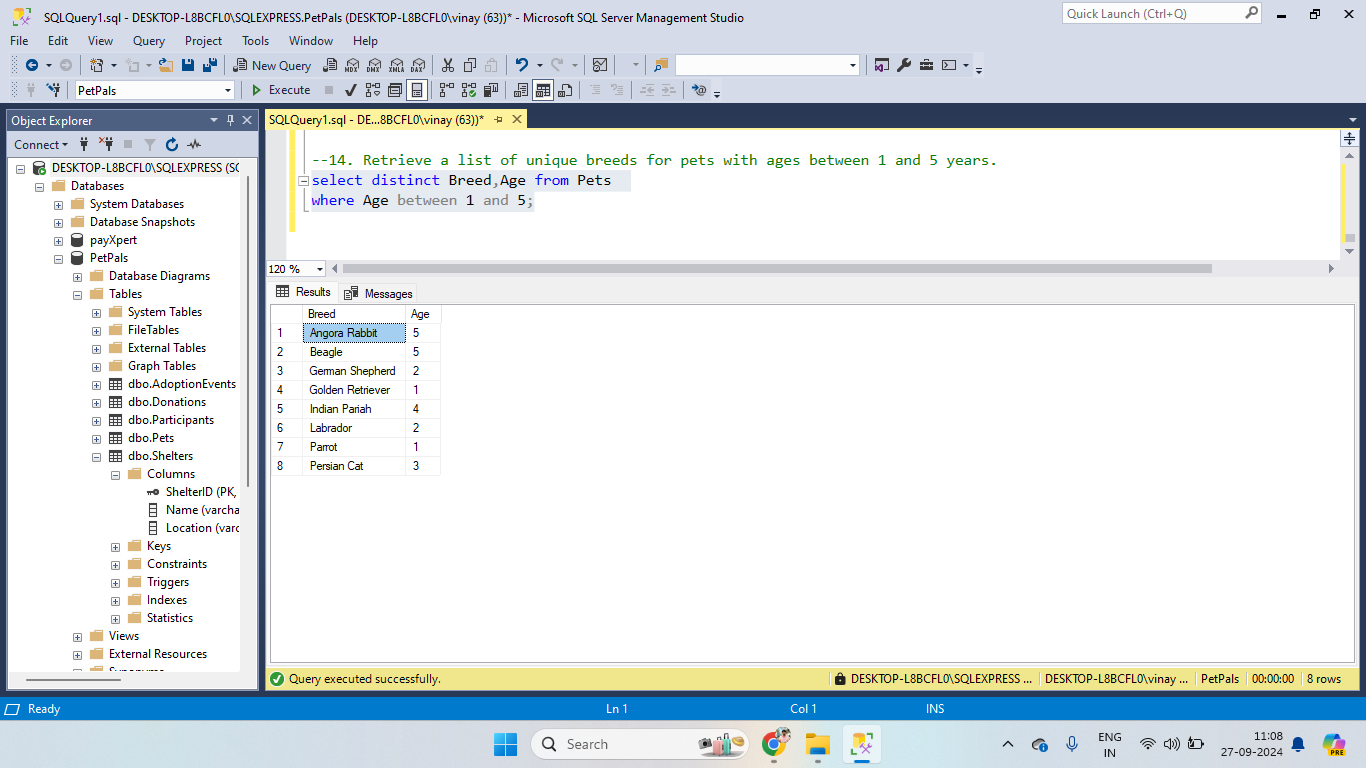 SQLQuery1.sql - DESKTOP-L8BCFL0\SQLEXPRESS.PetPals (DESKTOP-L8BCFL0\vinay (63))* - Microsoft SQL Server Management Studio
Quick Launch (Ctrl+Q)
File Edit View Query Project Tools Window Help
New Query
MDX DMX XMLA DAX
PetPals
Execute
Object Explorer
Connect
DESKTOP-L8BCFL0\SQLEXPRESS (SQ
Databases
System Databases
Database Snapshots
payXpert
PetPals
Database Diagrams
Tables
System Tables
FileTables
External Tables
Graph Tables
dbo.AdoptionEvents
dbo.Donations
dbo.Participants
dbo.Pets
dbo.Shelters
Columns
ShelterID (PK,
Name (varcha
Location (varc
Keys
Constraints
Triggers
Indexes
Statistics
Views
External Resources
Synonyms
SQLQuery1.sql - DE...8BCFL0\vinay (63))*
--14. Retrieve a list of unique breeds for pets with ages between 1 and 5 years.
select distinct Breed,Age from Pets
where Age between 1 and 5;
120 %
Results Messages
Breed Age
1 Angora Rabbit 5
2 Beagle 5
3 German Shepherd 2
4 Golden Retriever 1
5 Indian Pariah 4
6 Labrador 2
7 Parrot 1
8 Persian Cat 3
Query executed successfully.
DESKTOP-L8BCFL0\SQLEXPRESS ... DESKTOP-L8BCFL0\vinay ... PetPals 00:00:00 8 rows
Ready Ln 1 Col 1 INS
Search
ENG
IN
11:08
27-09-2024
PRE